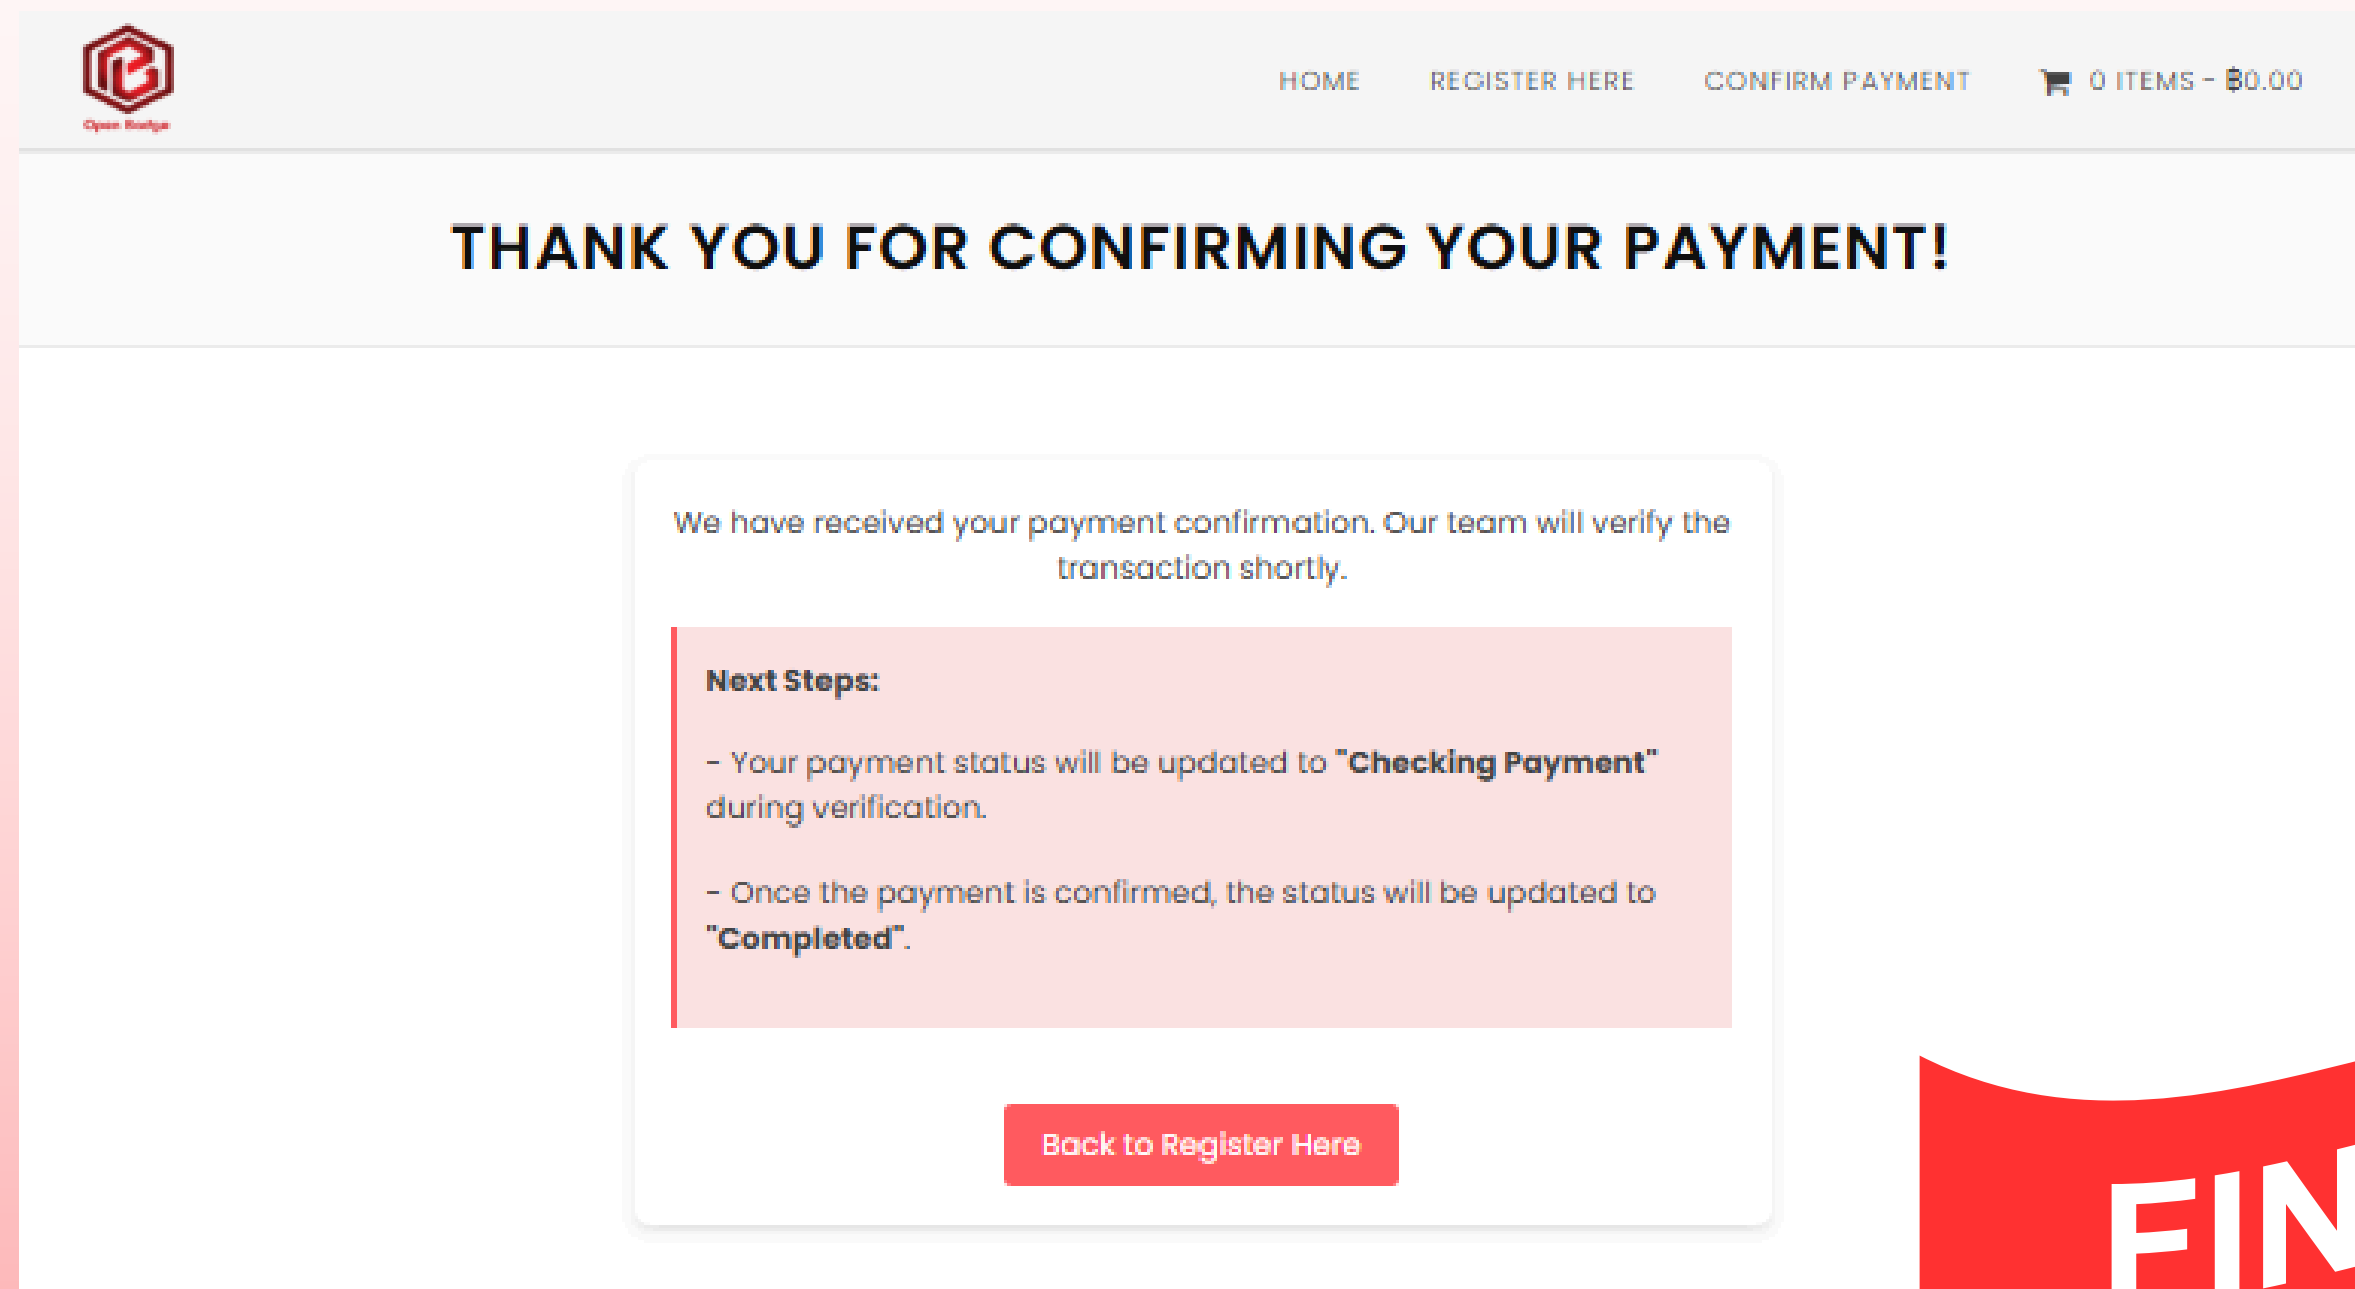 Open Badge
HOME REGISTER HERE CONFIRM PAYMENT 0 ITEMS - ฿0.00
THANK YOU FOR CONFIRMING YOUR PAYMENT!
We have received your payment confirmation. Our team will verify the
transaction shortly.
Next Steps:
- Your payment status will be updated to "Checking Payment"
during verification.
- Once the payment is confirmed, the status will be updated to
"Completed".
Back to Register Here
FIN